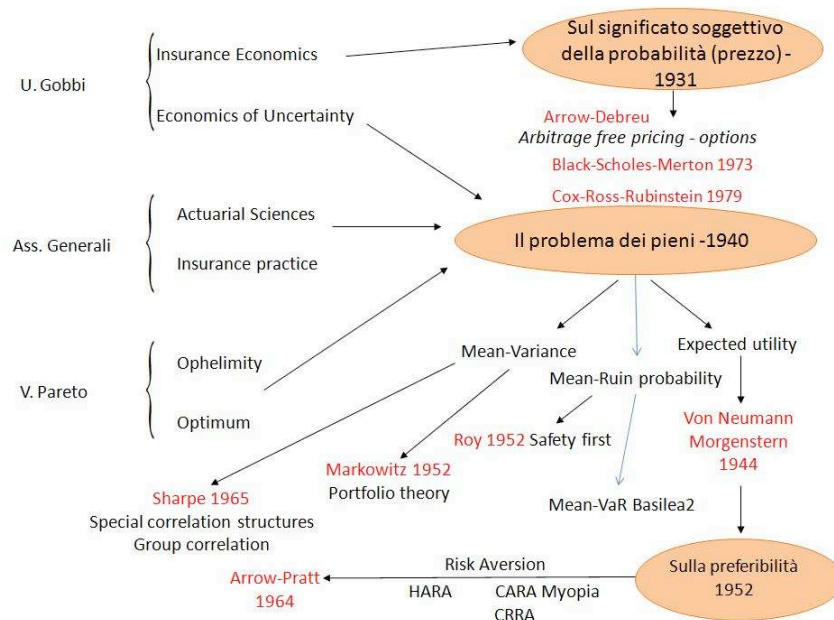 Sul significato soggettivo
della probabilità (prezzo) -
1931
U. Gobbi
Insurance Economics
Economics of Uncertainty
Arrow-Debreu
Arbitrage free pricing - options
Black-Scholes-Merton 1973
Cox-Ross-Rubinstein 1979
Ass. Generali
Actuarial Sciences
Insurance practice
Il problema dei pieni -1940
V. Pareto
Ophelimity
Optimum
Mean-Variance
Mean-Ruin probability
Expected utility
Roy 1952 Safety first
Von Neumann
Morgenstern
1944
Markowitz 1952
Portfolio theory
Sharpe 1965
Special correlation structures
Group correlation
Mean-VaR Basilea2
Sulla preferibilità
1952
Risk Aversion
HARA CARA Myopia
CRRA
Arrow-Pratt
1964